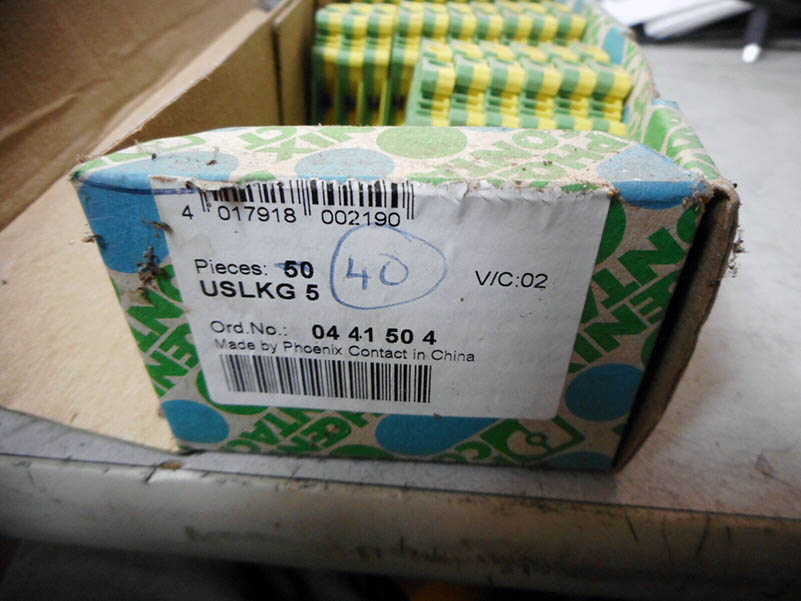 4 017918 002190
Pieces: 50 40
V/C:02
USLKG 5
Ord.No.: 04 41 50 4
Made by Phoenix Contact in China